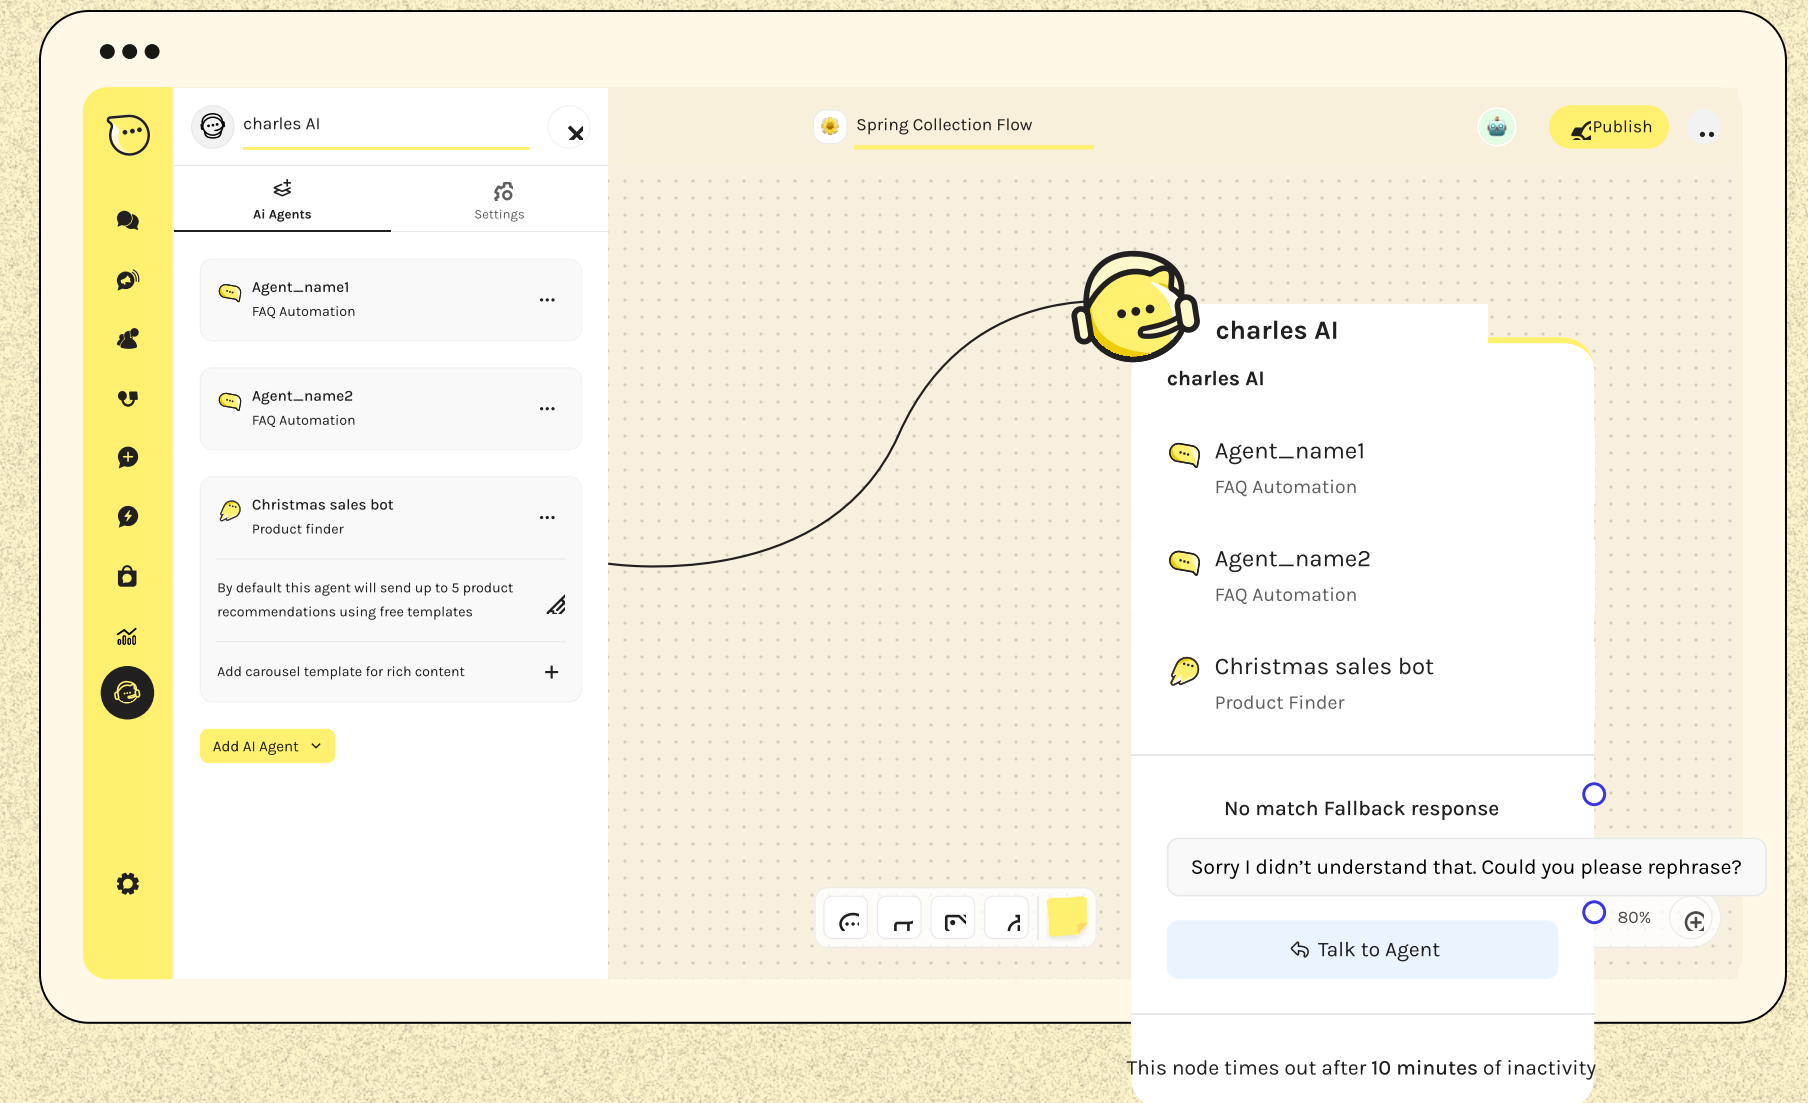 charles AI
Ai Agents
Settings
Agent_name1
FAQ Automation
Agent_name2
FAQ Automation
Christmas sales bot
Product finder
By default this agent will send up to 5 product
recommendations using free templates
Add carousel template for rich content
Add AI Agent
Spring Collection Flow
Publish
charles AI
charles AI
Agent_name1
FAQ Automation
Agent_name2
FAQ Automation
Christmas sales bot
Product Finder
No match Fallback response
Sorry I didn’t understand that. Could you please rephrase?
80%
Talk to Agent
This node times out after 10 minutes of inactivity